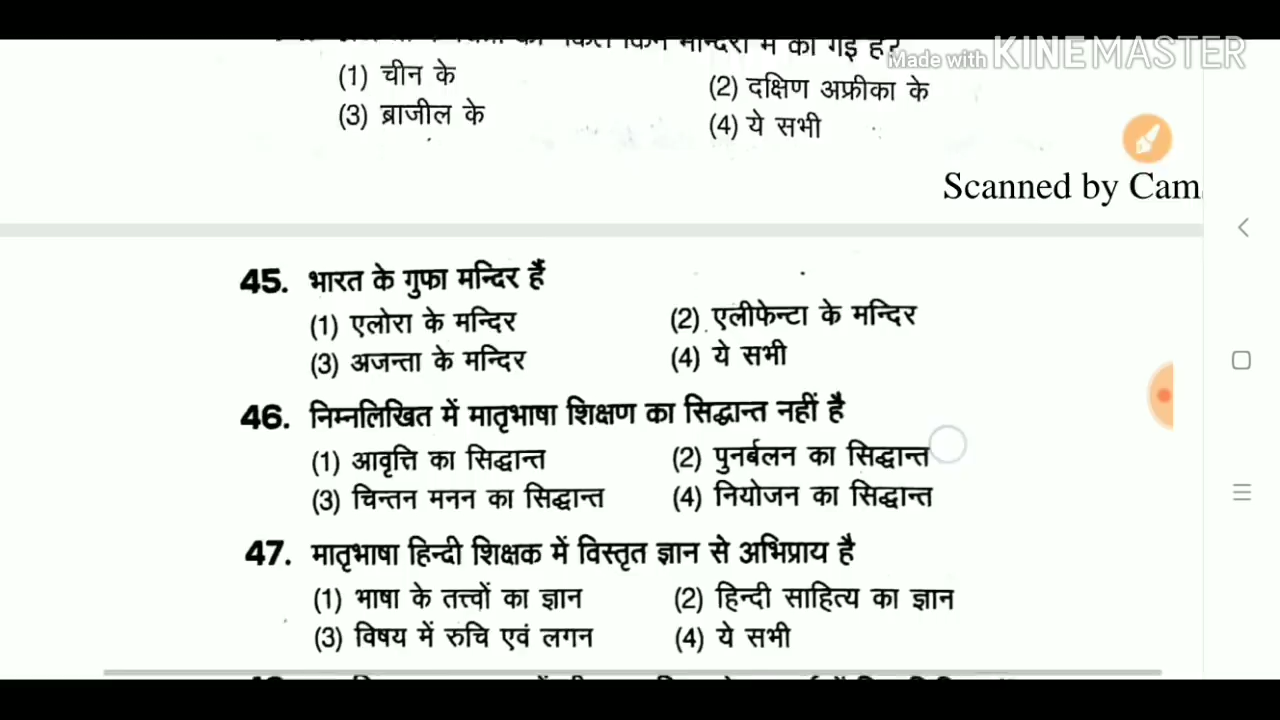 मन्दिरों में की गई है?
Made with KINEMASTER
(1) चीन के (2) दक्षिण अफ्रीका के
(3) ब्राजील के (4) ये सभी
Scanned by Cam
45. भारत के गुफा मन्दिर हैं
(1) एलोरा के मन्दिर (2) एलीफेन्टा के मन्दिर
(3) अजन्ता के मन्दिर (4) ये सभी
46. निम्नलिखित में मातृभाषा शिक्षण का सिद्धान्त नहीं है
(1) आवृत्ति का सिद्धान्त (2) पुनर्बलन का सिद्धान्त
(3) चिन्तन मनन का सिद्धान्त (4) नियोजन का सिद्धान्त
47. मातृभाषा हिन्दी शिक्षक में विस्तृत ज्ञान से अभिप्राय है
(1) भाषा के तत्त्वों का ज्ञान (2) हिन्दी साहित्य का ज्ञान
(3) विषय में रुचि एवं लगन (4) ये सभी